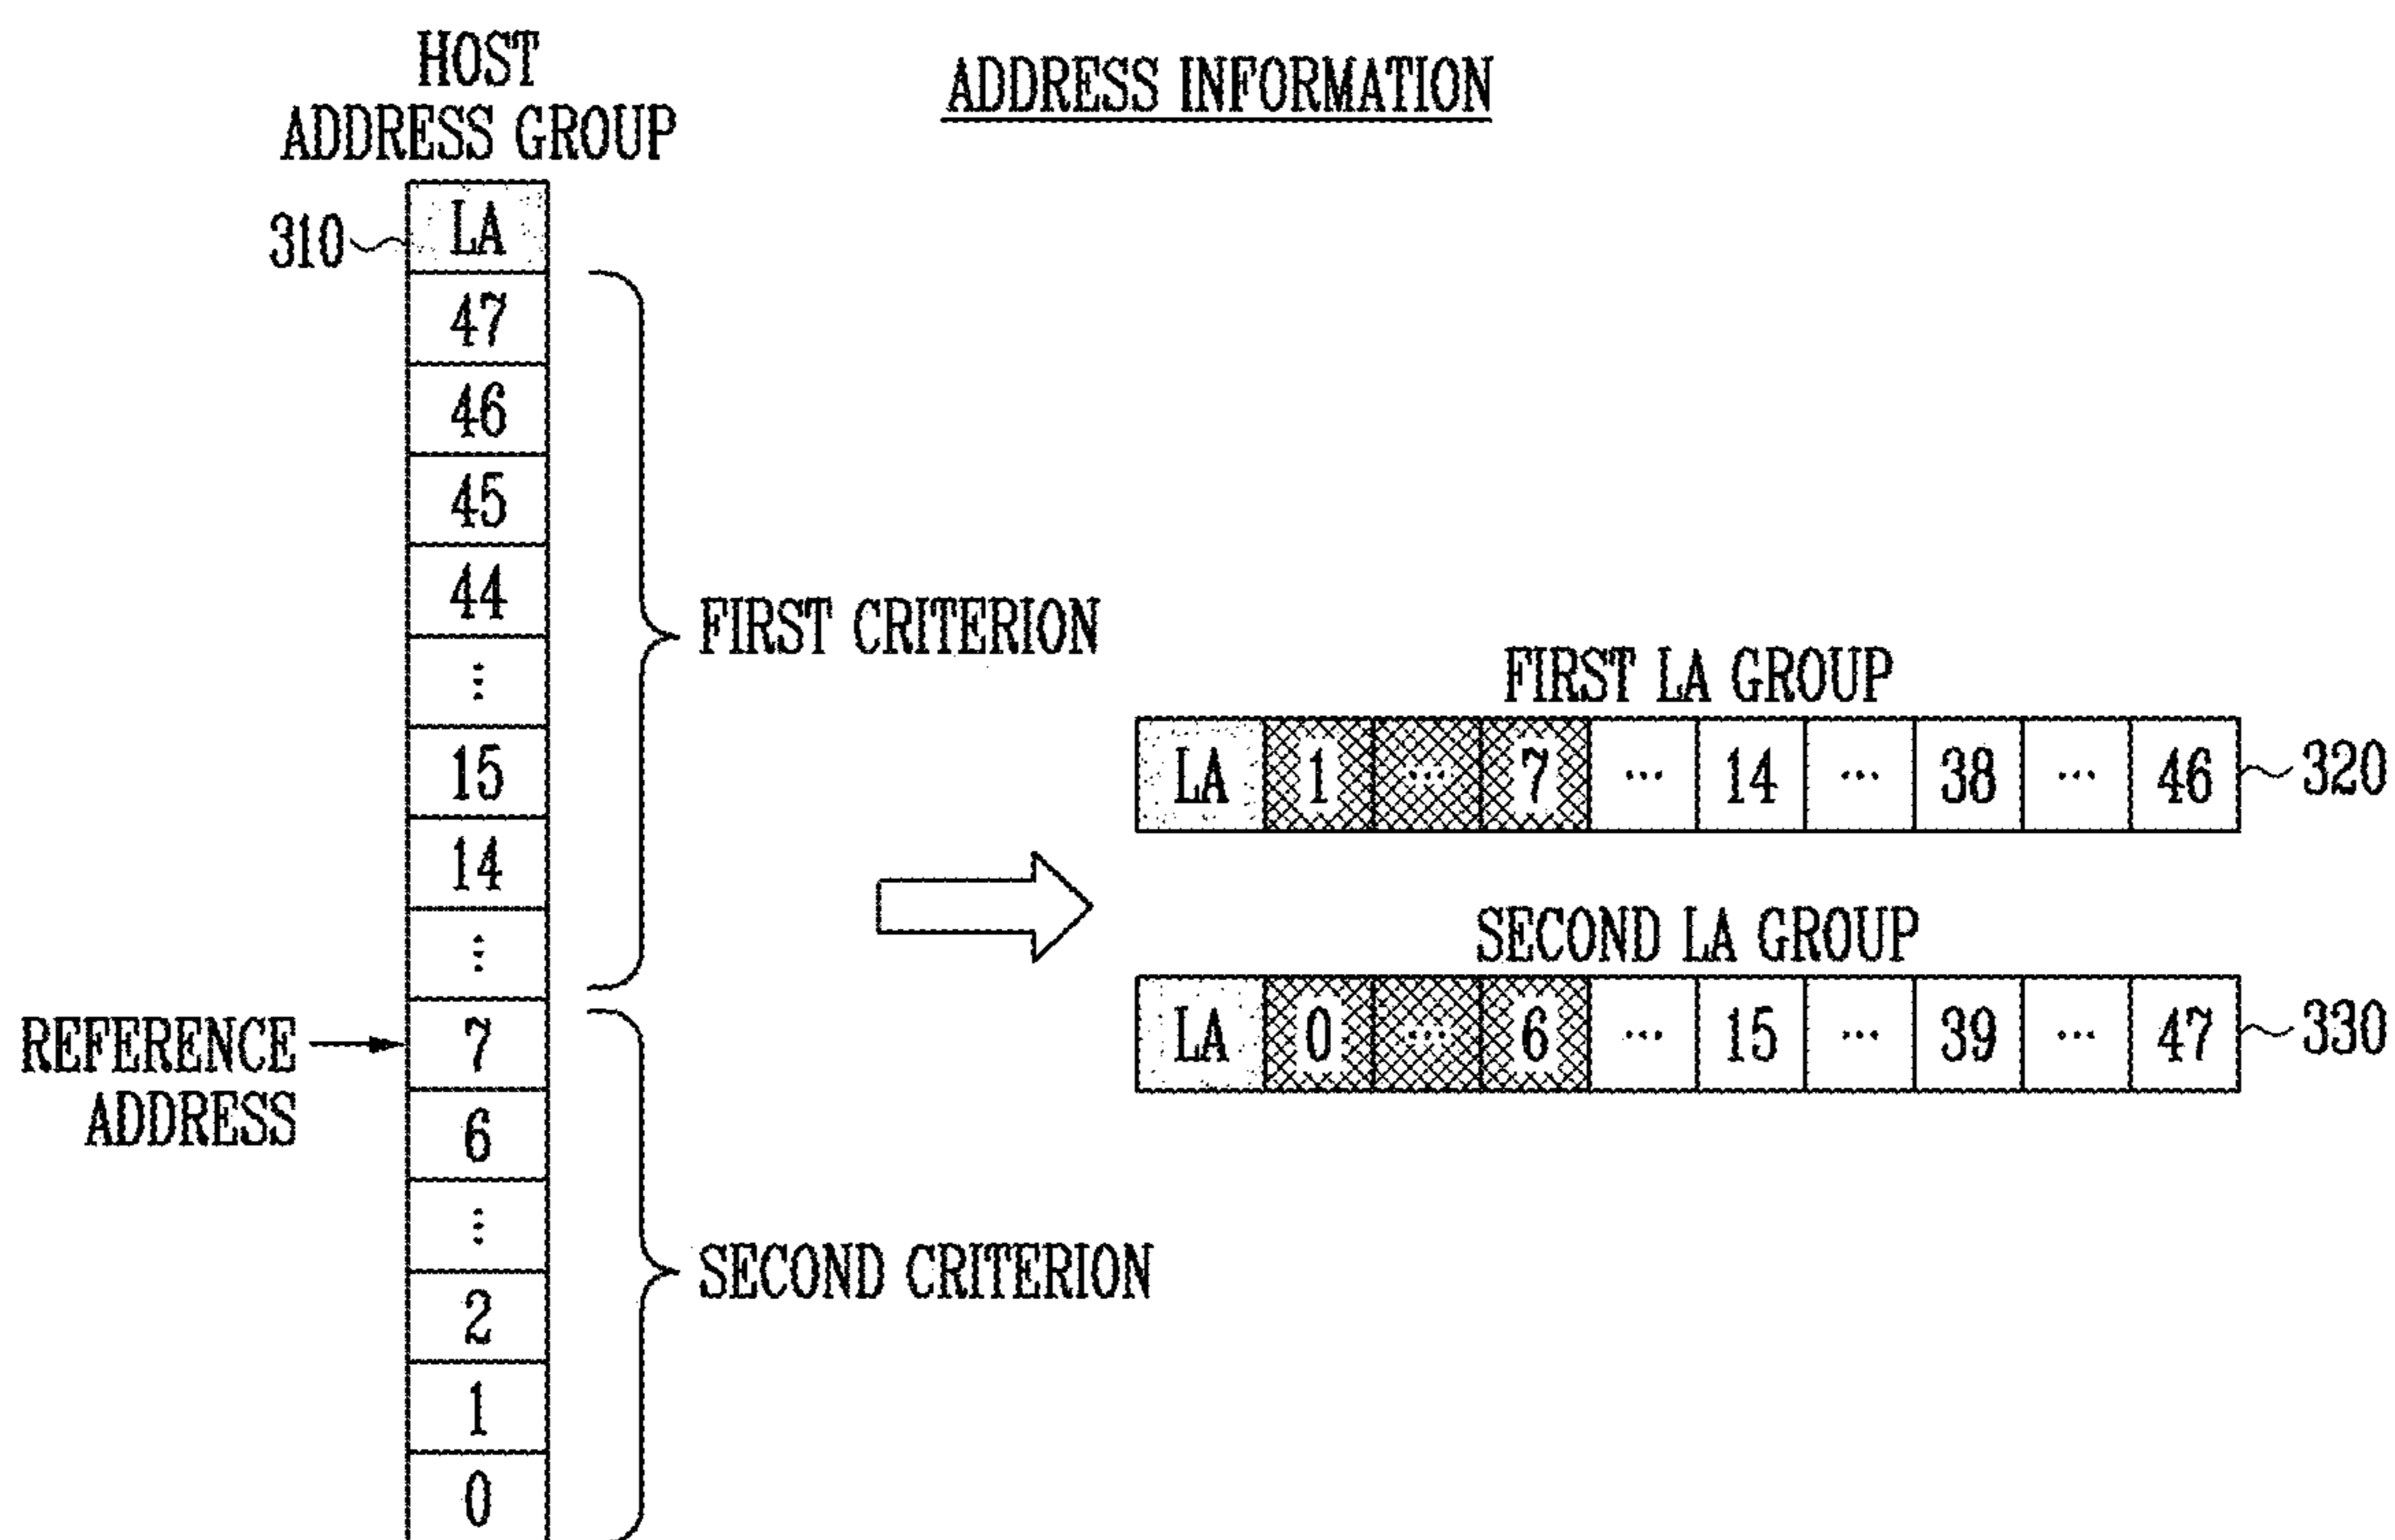 HOST
ADDRESS GROUP
ADDRESS INFORMATION
310
LA
47
46
45
44
⋮
15
14
⋮
7
6
⋮
2
1
0
FIRST CRITERION
SECOND CRITERION
REFERENCE
ADDRESS
FIRST LA GROUP
LA 1 ... 7 ... 14 ... 38 ... 46 320
SECOND LA GROUP
LA 0 ... 6 ... 15 ... 39 ... 47 330